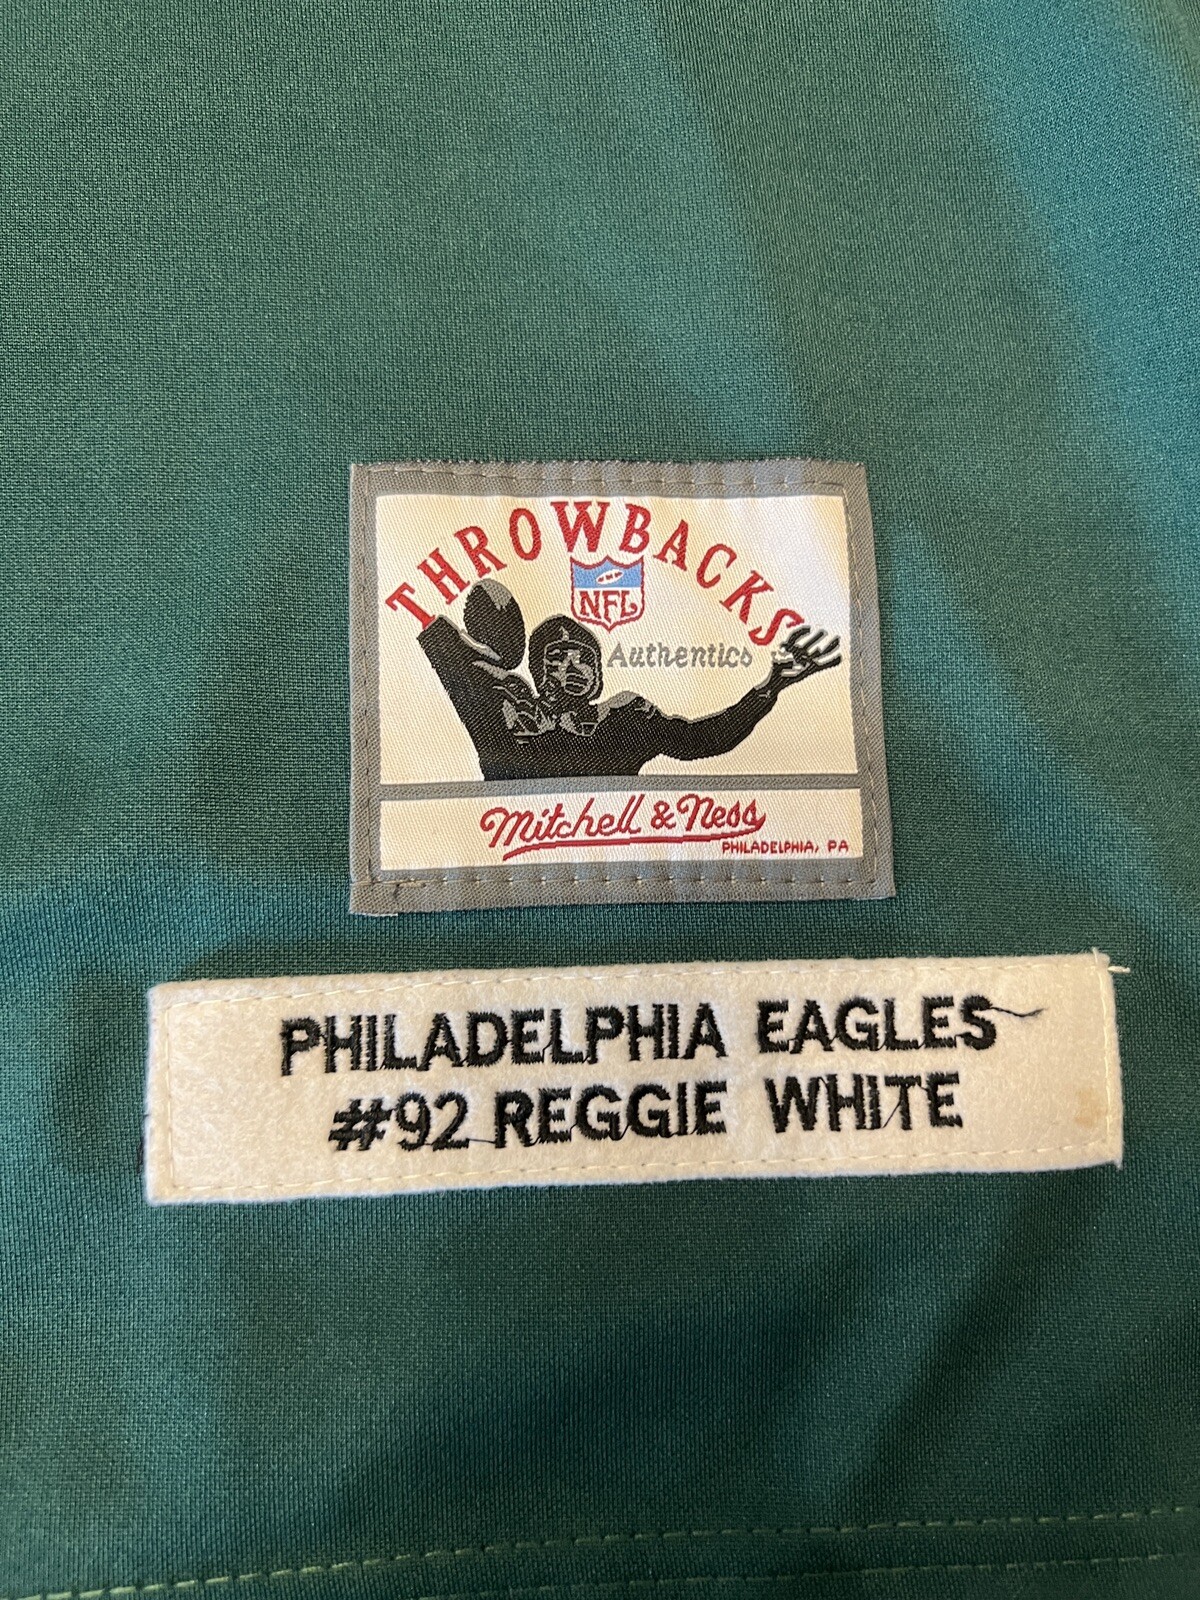 THROWBACKS
NFL
Authentics
Mitchell & Ness
PHILADELPHIA, PA
PHILADELPHIA EAGLES
#92 REGGIE WHITE